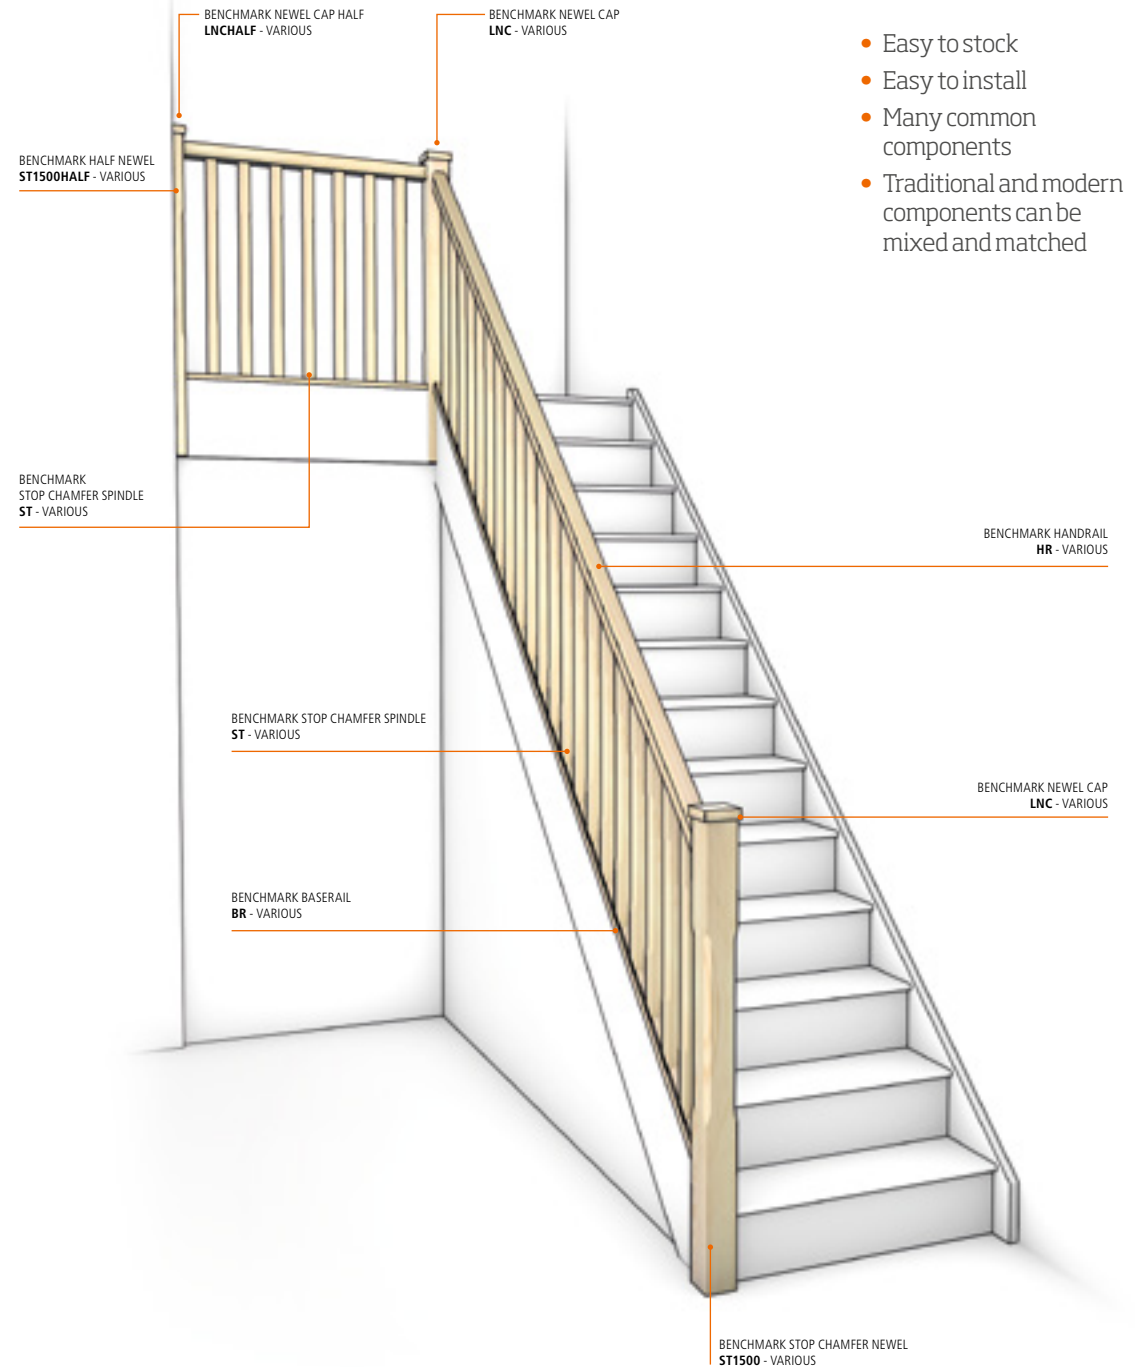 BENCHMARK NEWEL CAP HALF
LNCHALF - VARIOUS
BENCHMARK NEWEL CAP
LNC - VARIOUS
• Easy to stock
• Easy to install
• Many common
components
• Traditional and modern
components can be
mixed and matched
BENCHMARK HALF NEWEL
ST1500HALF - VARIOUS
BENCHMARK
STOP CHAMFER SPINDLE
ST - VARIOUS
BENCHMARK HANDRAIL
HR - VARIOUS
BENCHMARK STOP CHAMFER SPINDLE
ST - VARIOUS
BENCHMARK NEWEL CAP
LNC - VARIOUS
BENCHMARK BASERAIL
BR - VARIOUS
BENCHMARK STOP CHAMFER NEWEL
ST1500 - VARIOUS